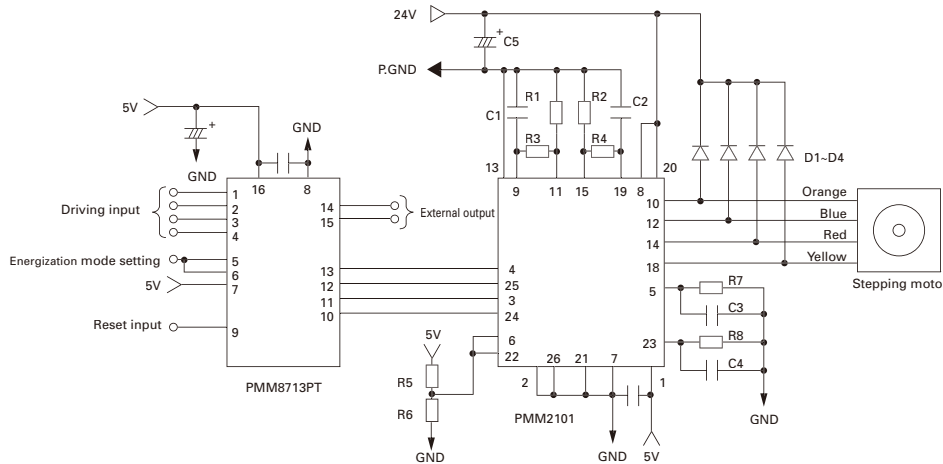 24V
+
C5
P.GND
R1
R2
C1
C2
R3
R4
5V
+
GND
GND
13
20
D1~D4
16
8
9
11
15
19
8
Driving input
1
2
3
4
14
15
External output
10
Orange
12
Blue
14
Red
18
Yellow
Stepping moto
Energization mode setting
5
6
5V
7
13
12
11
10
4
25
3
24
5
R7
C3
Reset input
9
5V
6
22
23
R8
C4
26
21
7
2
1
PMM8713PT
R5
R6
PMM2101
GND
GND
GND
5V